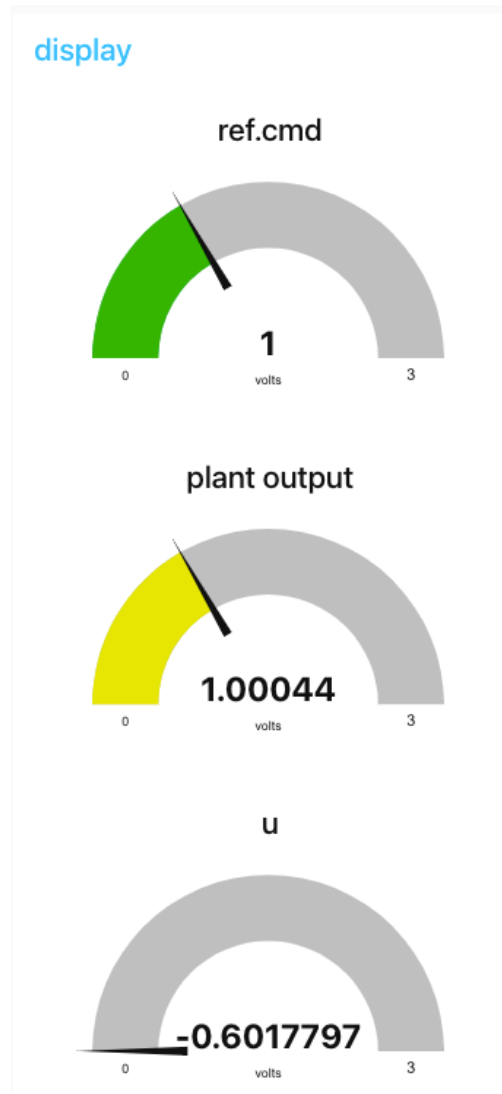 display
ref.cmd
1
0 volts 3
plant output
1.00044
0 volts 3
u
-0.6017797
0 volts 3